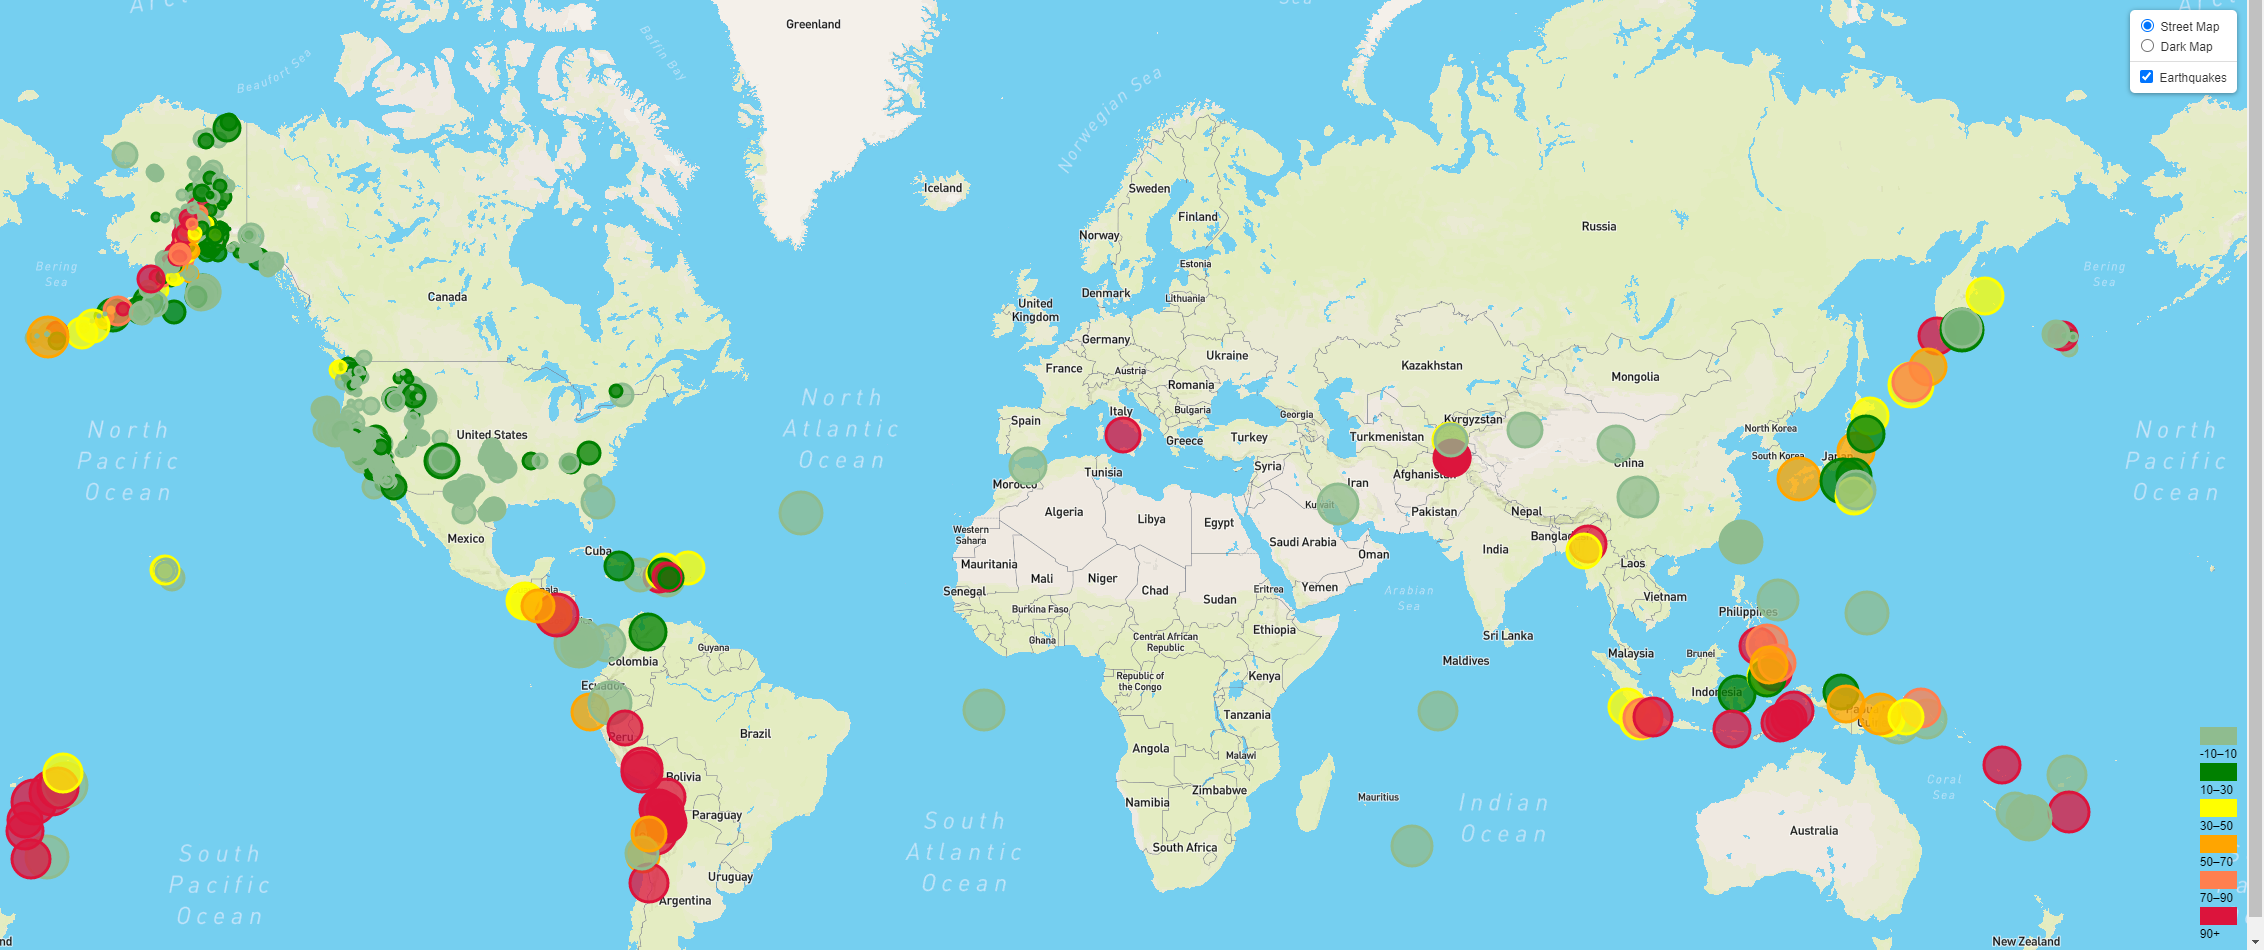 Greenland
Baffin Bay
Beaufort Sea
Norwegian Sea
Street Map
Dark Map
Earthquakes
Iceland
Sweden
Finland
Norway
Russia
Estonia
Bering
Sea
Bering
Sea
Canada
United
Kingdom
Denmark
Lithuania
Germany
Ukraine
France
Austria
Kazakhstan
Mongolia
Romania
North
Atlantic
Ocean
Italy
Bulgaria
Spain
Georgia
Kyrgyzstan
North Korea
North
Pacific
Ocean
United States
Greece
Turkey
Turkmenistan
South Korea
North
Pacific
Ocean
Tunisia
Syria
China
Afghanistan
Morocco
Iran
Algeria
Libya
Egypt
Pakistan
Nepal
Western
Sahara
Mexico
Saudi Arabia
India
Cuba
Oman
Mauritania
Mali
Niger
Chad
Laos
Senegal
Eritrea
Yemen
Arabian
Sea
Vietnam
Sudan
Burkina Faso
Philippines
Ghana
Central African
Republic
Ethiopia
Sri Lanka
Guyana
Colombia
Maldives
Malaysia
Brunei
Republic of
the Congo
Kenya
Ecuador
Indonesia
Tanzania
Peru
Brazil
Angola
Malawi
Bolivia
Zimbabwe
Mauritius
Namibia
Indian
Ocean
Coral
Sea
Paraguay
South
Atlantic
Ocean
Australia
South Africa
South
Pacific
Ocean
Uruguay
Argentina
New Zealand
nd
-10–10
10–30
30–50
50–70
70–90
90+